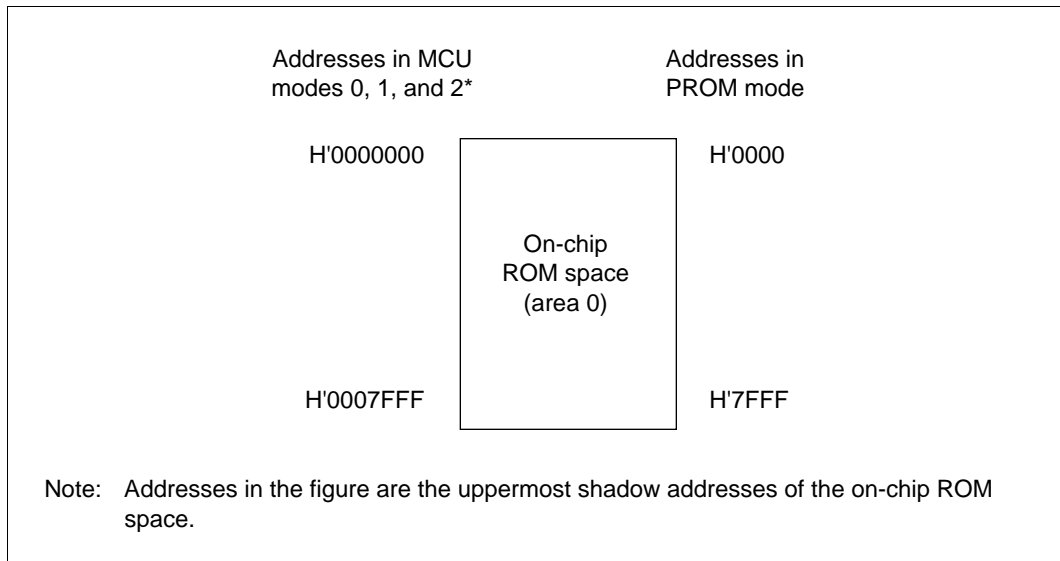 Addresses in MCU
modes 0, 1, and 2*
Addresses in
PROM mode
H'0000000
H'0000
On-chip
ROM space
(area 0)
H'0007FFF
H'7FFF
Note: Addresses in the figure are the uppermost shadow addresses of the on-chip ROM
space.